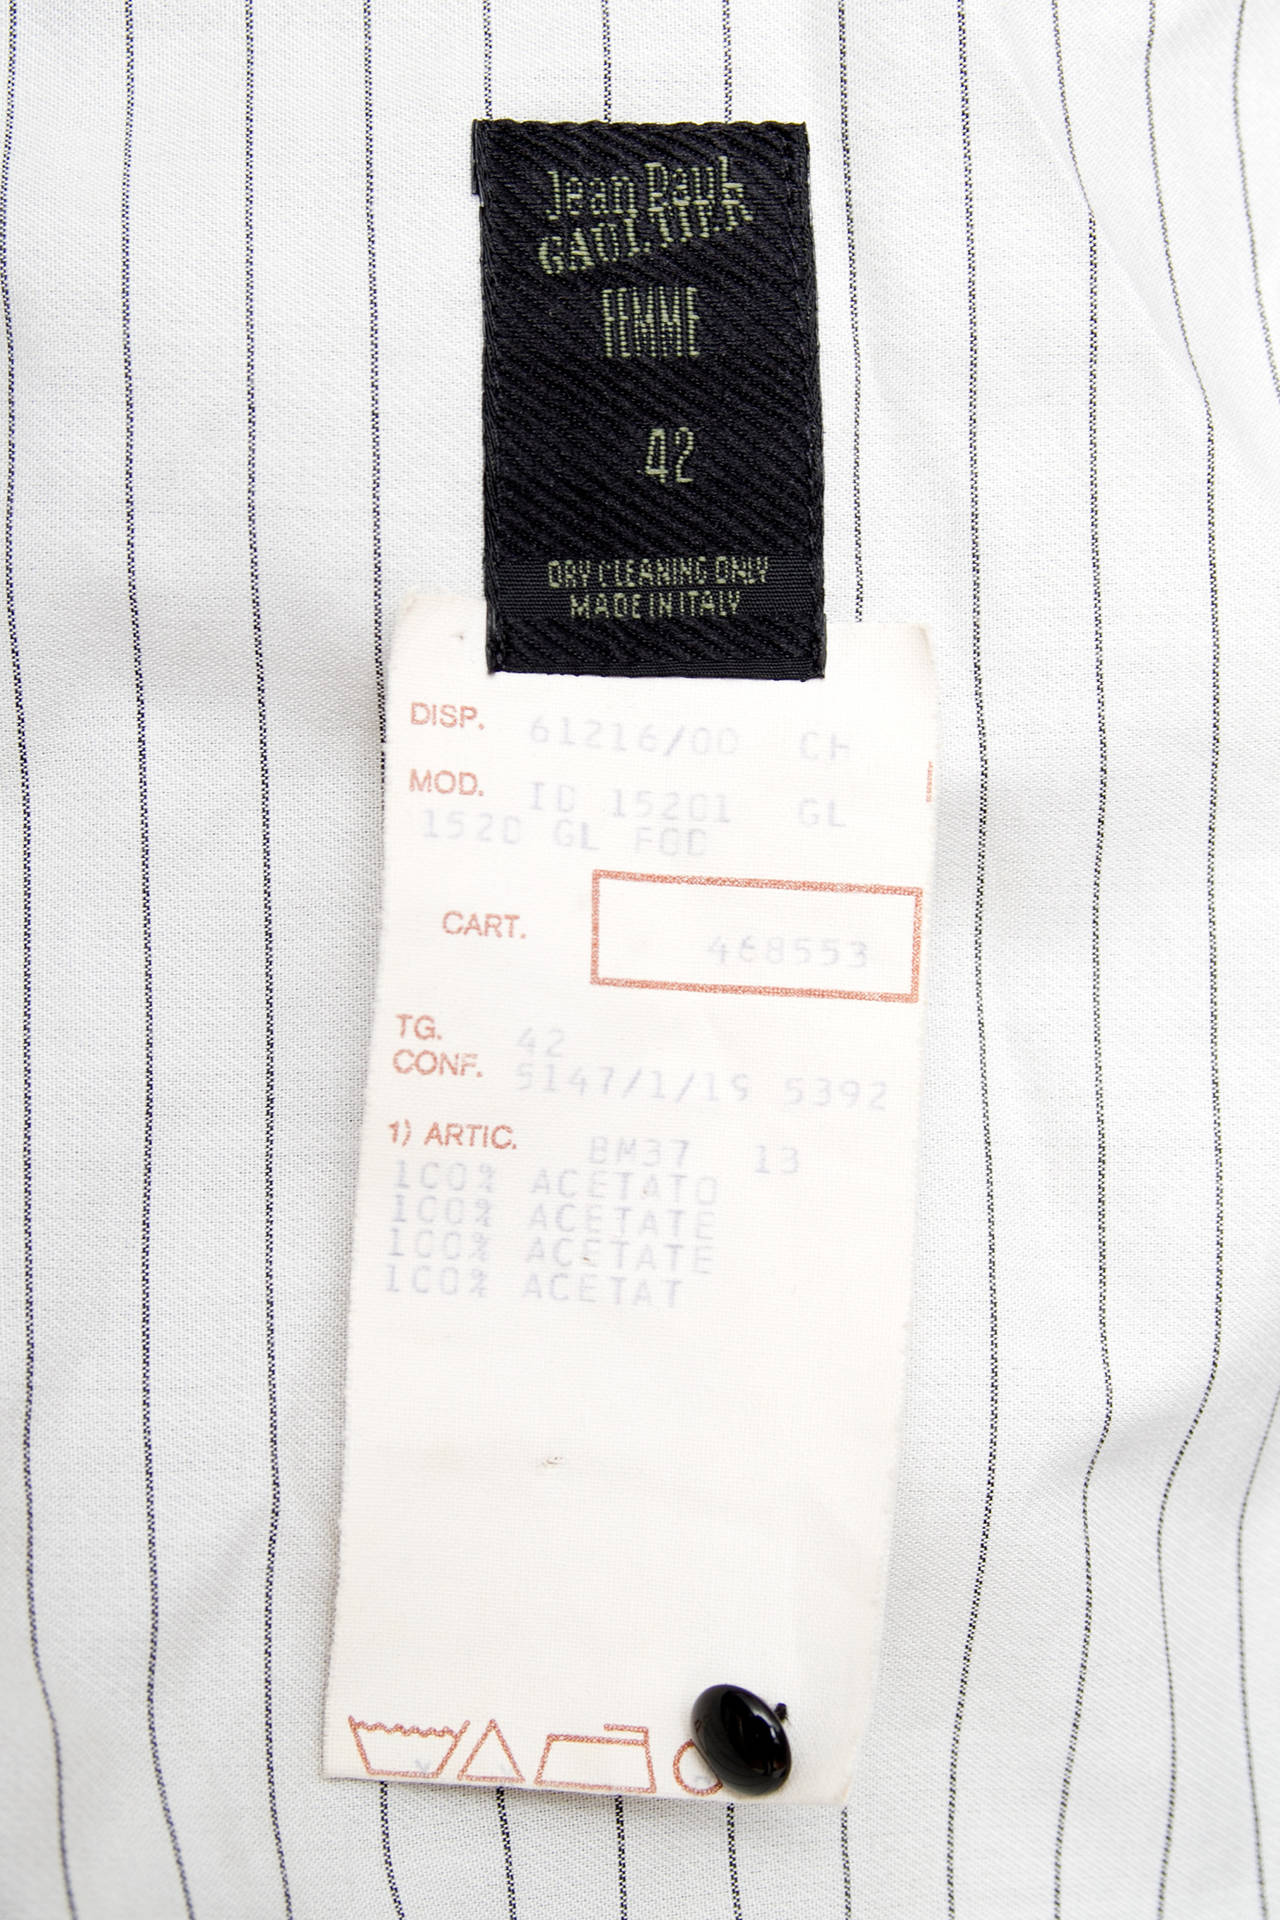 Jean Paul
GAULTIER
FEMME
42
DRY CLEANING ONLY
MADE IN ITALY
DISP. 61216/00 CH
MOD. ID 15201 GL
1520 GL FOD
CART. 468553
TG. 42
CONF. 5147/1/19 5392
1) ARTIC. BM37 13
100% ACETATO
100% ACETATE
100% ACETATE
100% ACETAT